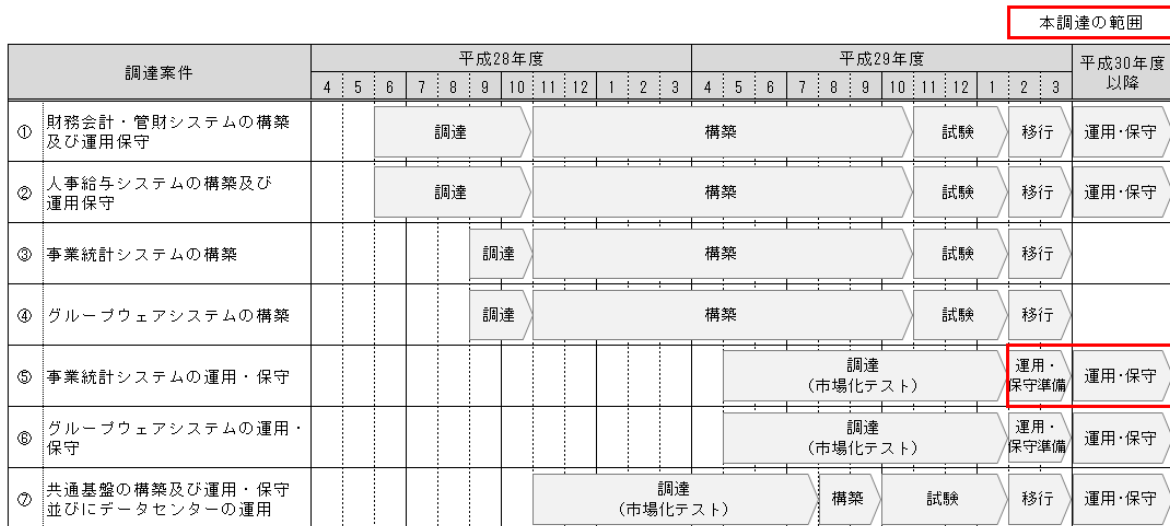 本調達の範囲
調達案件
平成28年度
平成29年度
平成30年度
以降
4 5 6 7 8 9 10 11 12 1 2 3 4 5 6 7 8 9 10 11 12 1 2 3
① 財務会計・管財システムの構築
及び運用保守
調達 構築 試験 移行 運用・保守
② 人事給与システムの構築及び
運用保守
調達 構築 試験 移行 運用・保守
③ 事業統計システムの構築
調達 構築 試験 移行
④ グループウェアシステムの構築
調達 構築 試験 移行
⑤ 事業統計システムの運用・保守
調達
(市場化テスト)
運用・
保守準備
運用・保守
⑥ グループウェアシステムの運用・
保守
調達
(市場化テスト)
運用・
保守準備
運用・保守
⑦ 共通基盤の構築及び運用・保守
並びにデータセンターの運用
調達
(市場化テスト)
構築 試験 移行 運用・保守